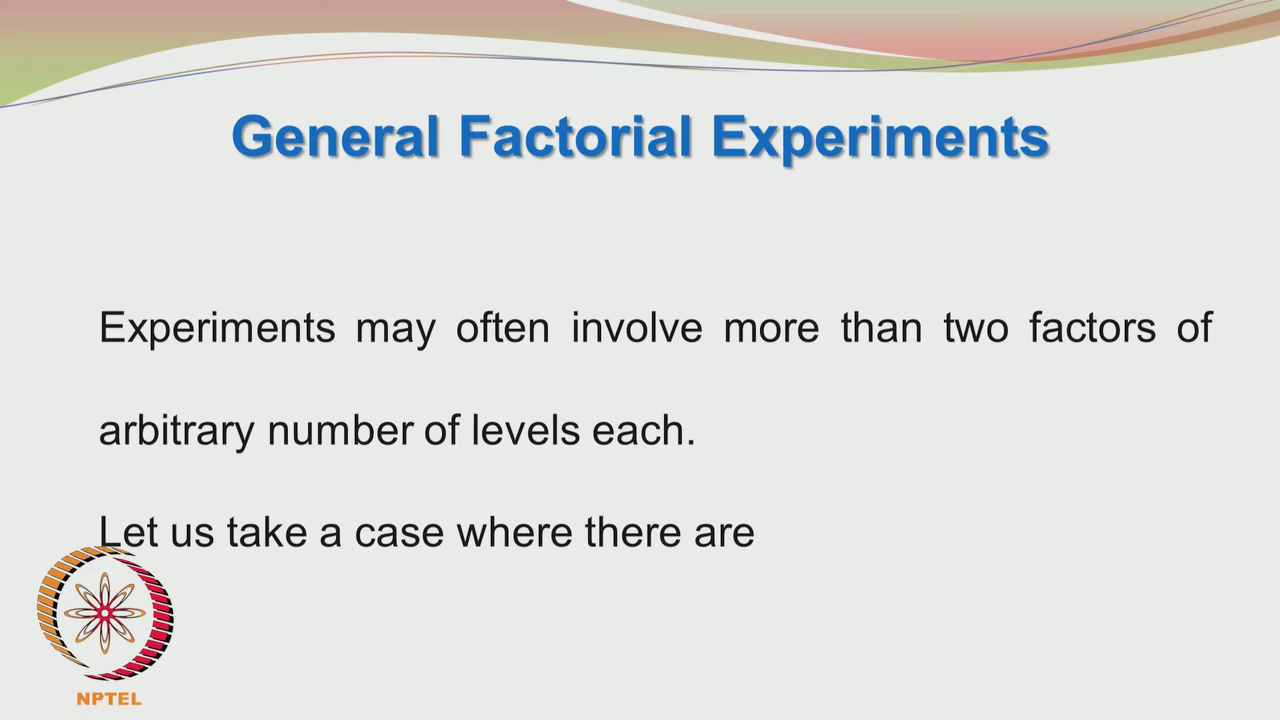 General Factorial Experiments
Experiments may often involve more than two factors of
arbitrary number of levels each.
Let us take a case where there are
NPTEL